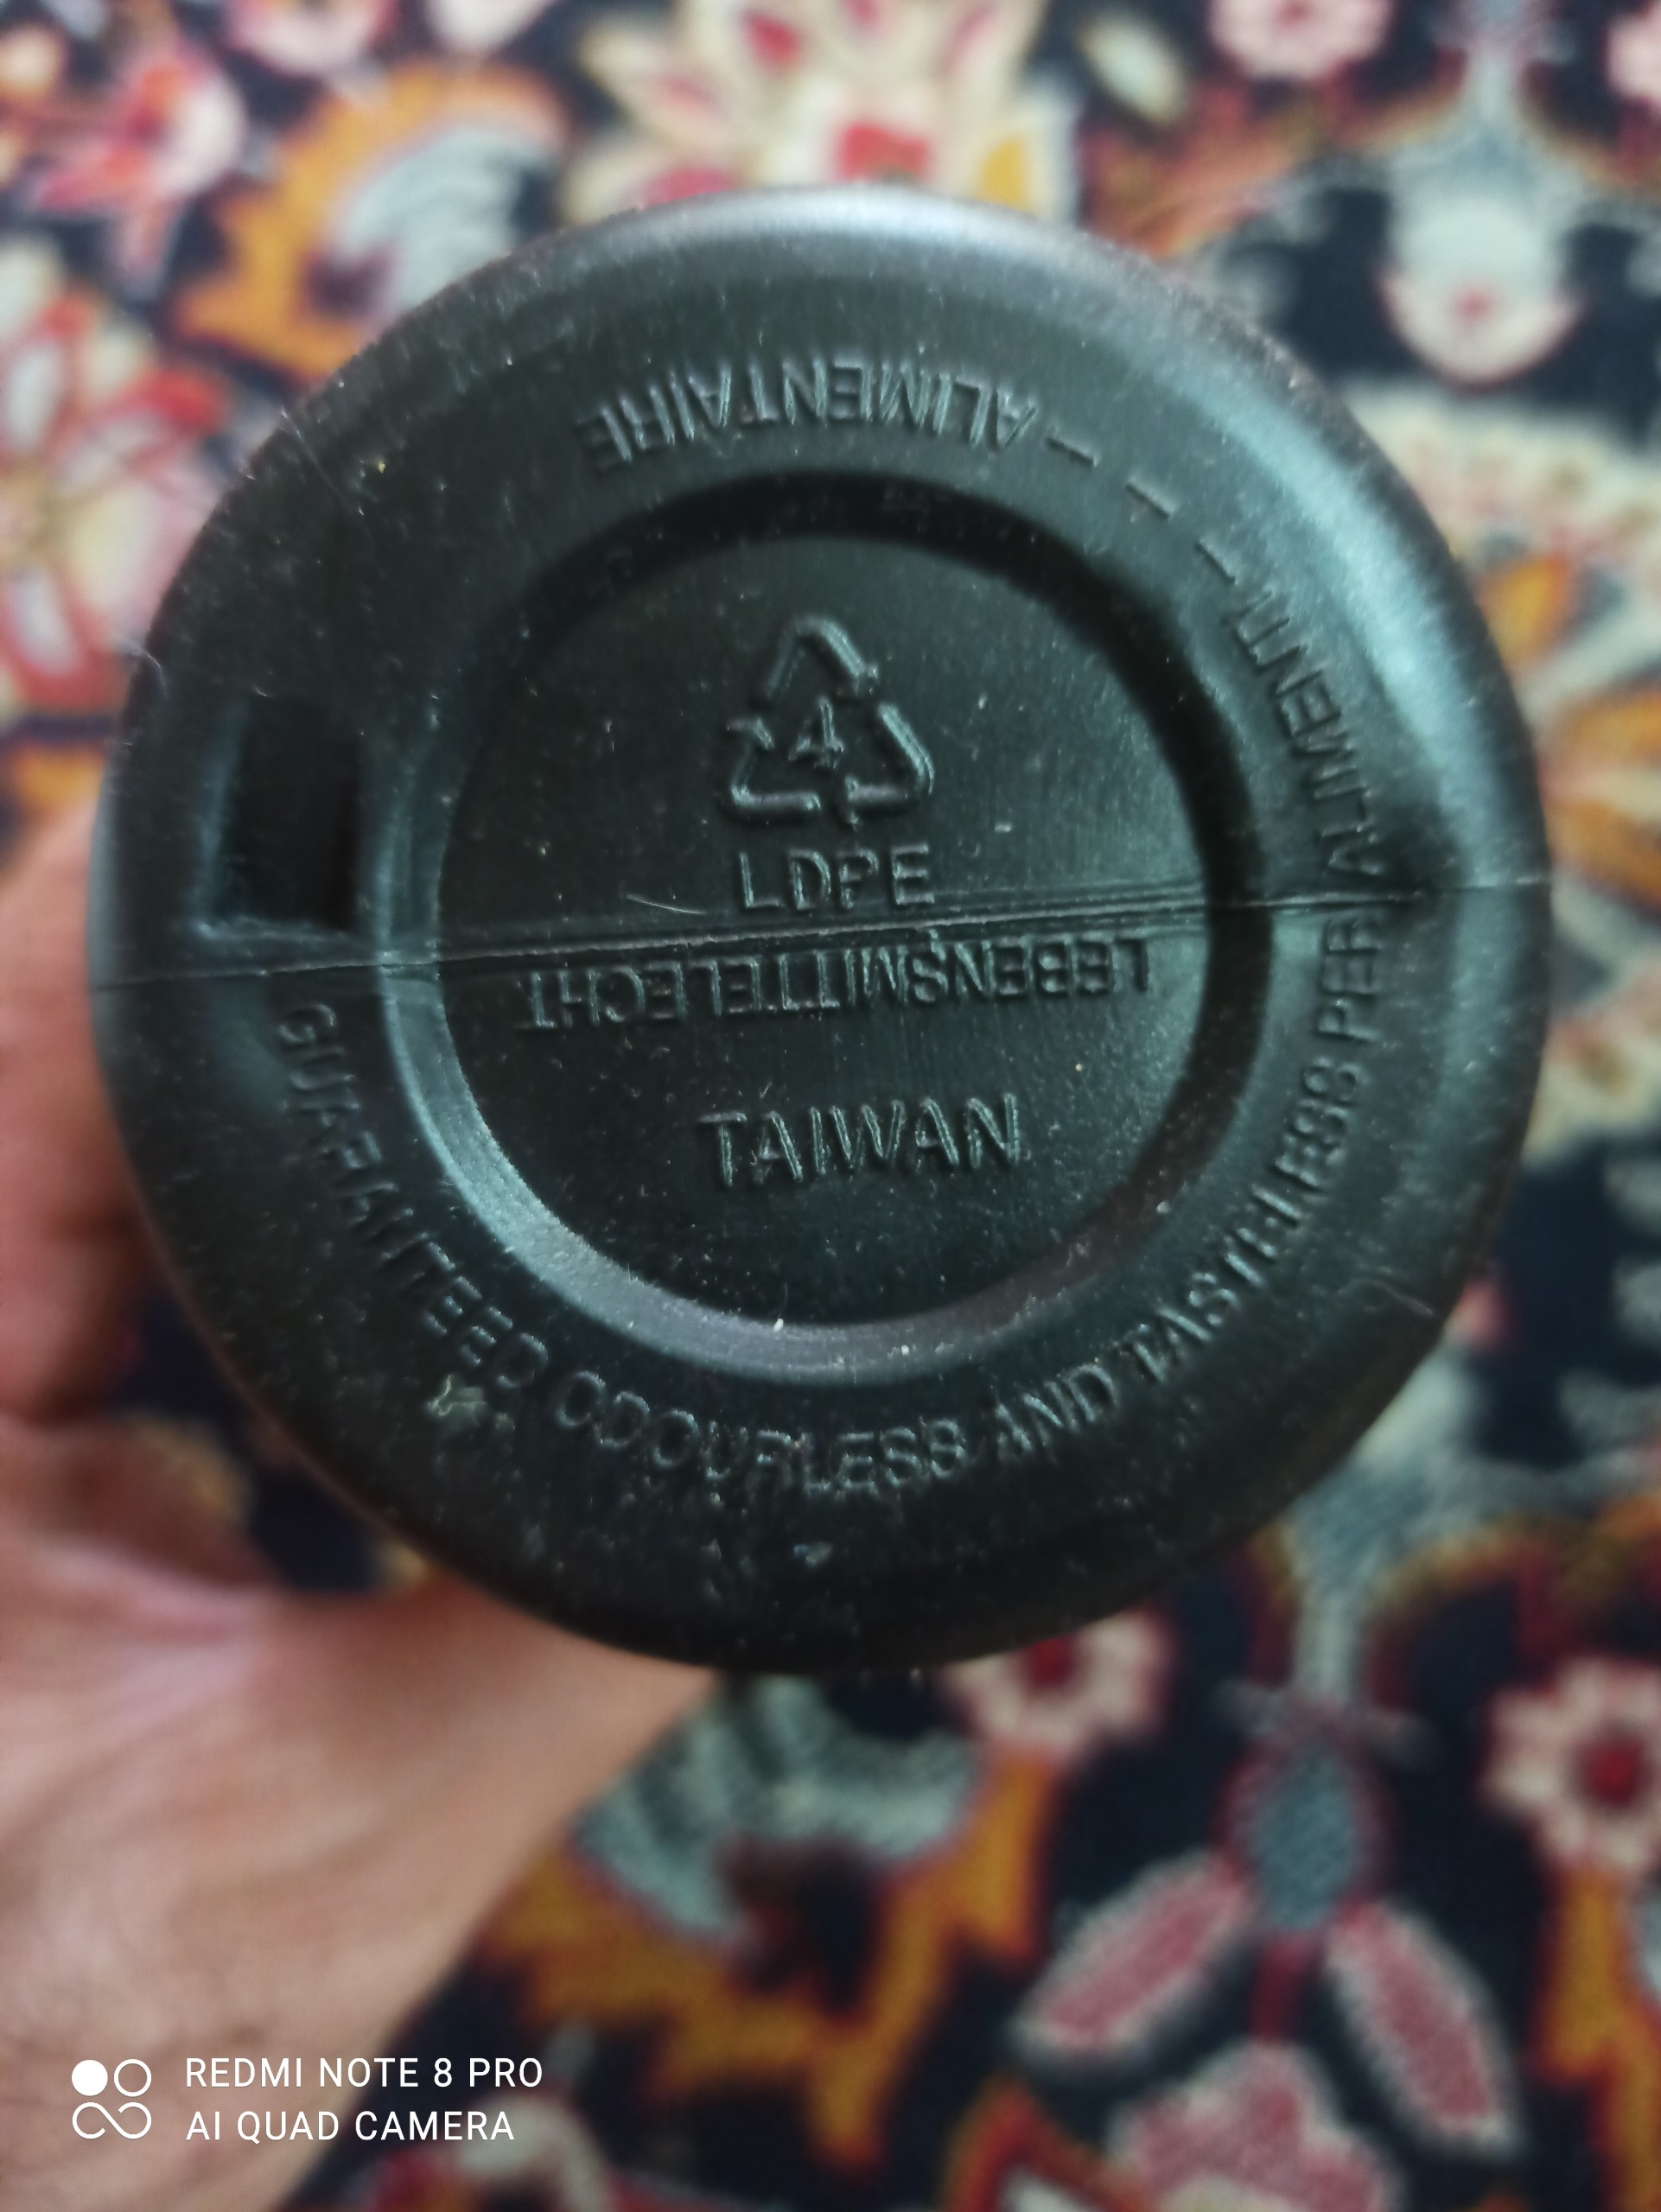 4
LDPE
LEBENSMITTELECHT
TAIWAN
GUARANTEED ODOURLESS AND TASTELESS PER ALIMENTI - - - ALIMENTAIRE
REDMI NOTE 8 PRO
AI QUAD CAMERA